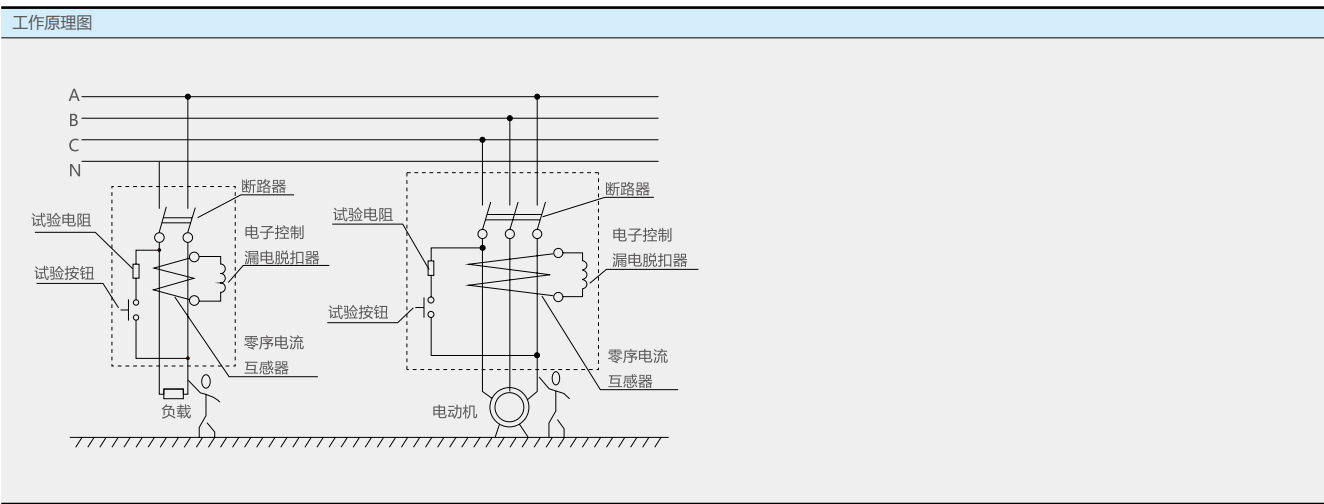 工作原理图
A
B
C
N
断路器
试验电阻
电子控制
漏电脱扣器
试验按钮
零序电流
互感器
负载
断路器
试验电阻
电子控制
漏电脱扣器
试验按钮
零序电流
互感器
电动机